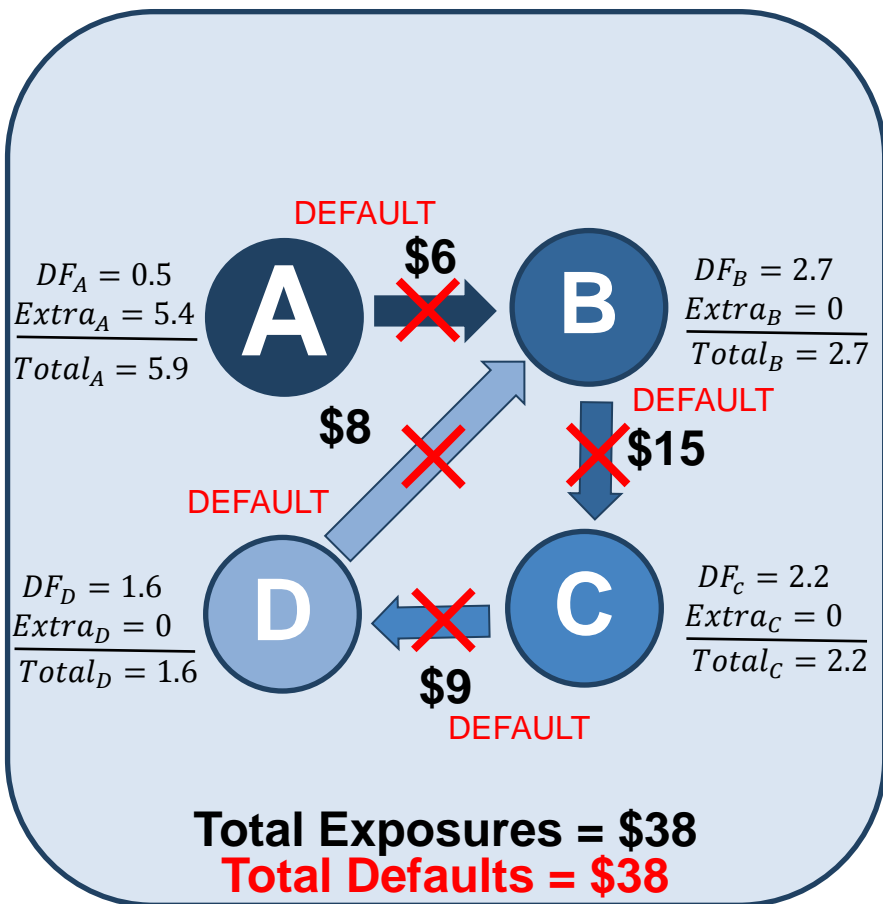 DEFAULT
$6
A
B
DF_A = 0.5
Extra_A = 5.4
Total_A = 5.9
DF_B = 2.7
Extra_B = 0
Total_B = 2.7
DEFAULT
$8
$15
DEFAULT
D
C
DF_D = 1.6
Extra_D = 0
Total_D = 1.6
DF_c = 2.2
Extra_C = 0
Total_C = 2.2
$9
DEFAULT
Total Exposures = $38
Total Defaults = $38